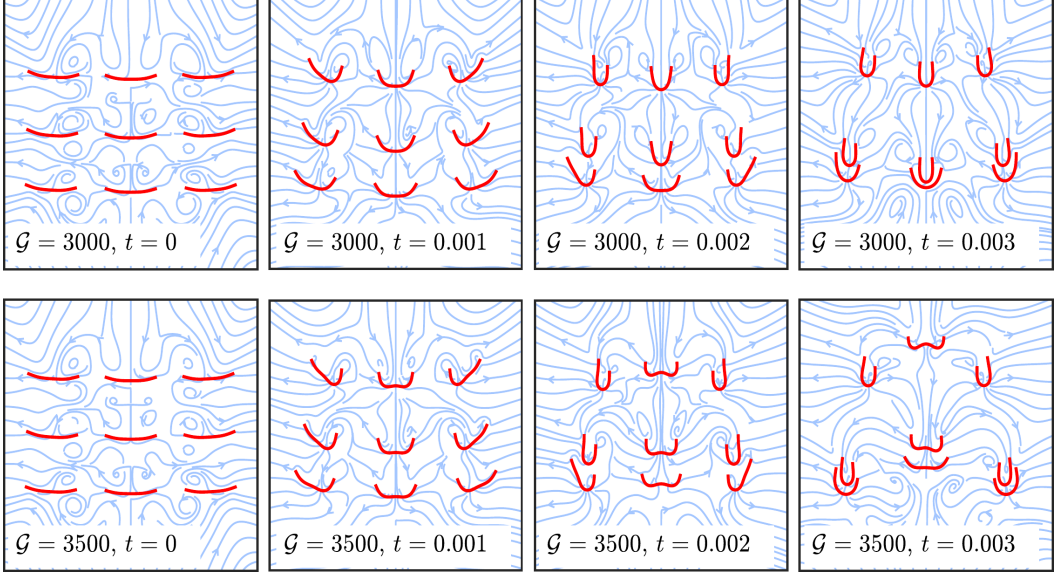 𝒢 = 3000, t = 0
𝒢 = 3000, t = 0.001
𝒢 = 3000, t = 0.002
𝒢 = 3000, t = 0.003
𝒢 = 3500, t = 0
𝒢 = 3500, t = 0.001
𝒢 = 3500, t = 0.002
𝒢 = 3500, t = 0.003